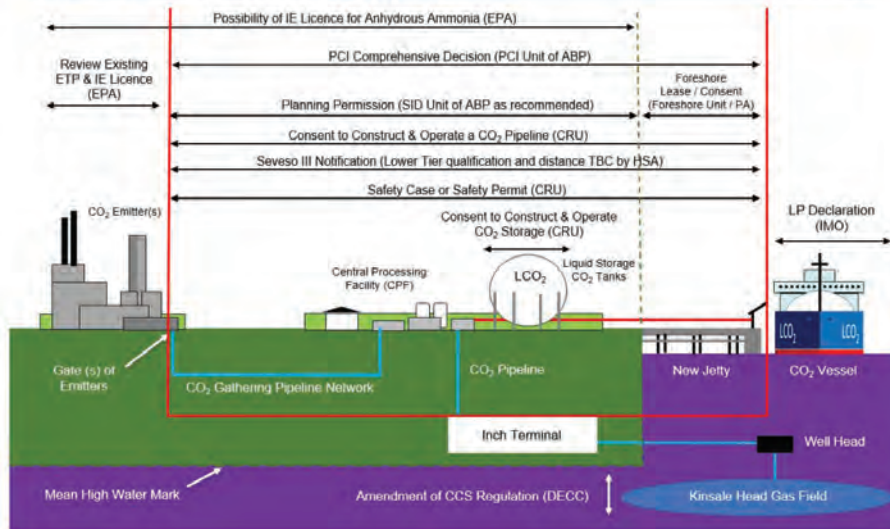 Possibility of IE Licence for Anhydrous Ammonia (EPA)
PCI Comprehensive Decision (PCI Unit of ABP)
Review Existing
ETP & IE Licence
(EPA)
Foreshore
Lease / Consent
(Foreshore Unit / PA)
Planning Permission (SID Unit of ABP as recommended)
Consent to Construct & Operate a CO₂ Pipeline (CRU)
Seveso III Notification (Lower Tier qualification and distance TBC by HSA)
Safety Case or Safety Permit (CRU)
CO₂ Emitter(s)
Consent to Construct & Operate
CO₂ Storage (CRU)
LP Declaration
(IMO)
Central Processing
Facility (CPF)
LCO₂
Liquid Storage
CO₂ Tanks
LCO₂
LCO₂
Gate (s) of
Emitters
CO₂ Gathering Pipeline Network
CO₂ Pipeline
New Jetty
CO₂ Vessel
Inch Terminal
Well Head
Mean High Water Mark
Amendment of CCS Regulation (DECC)
Kinsale Head Gas Field